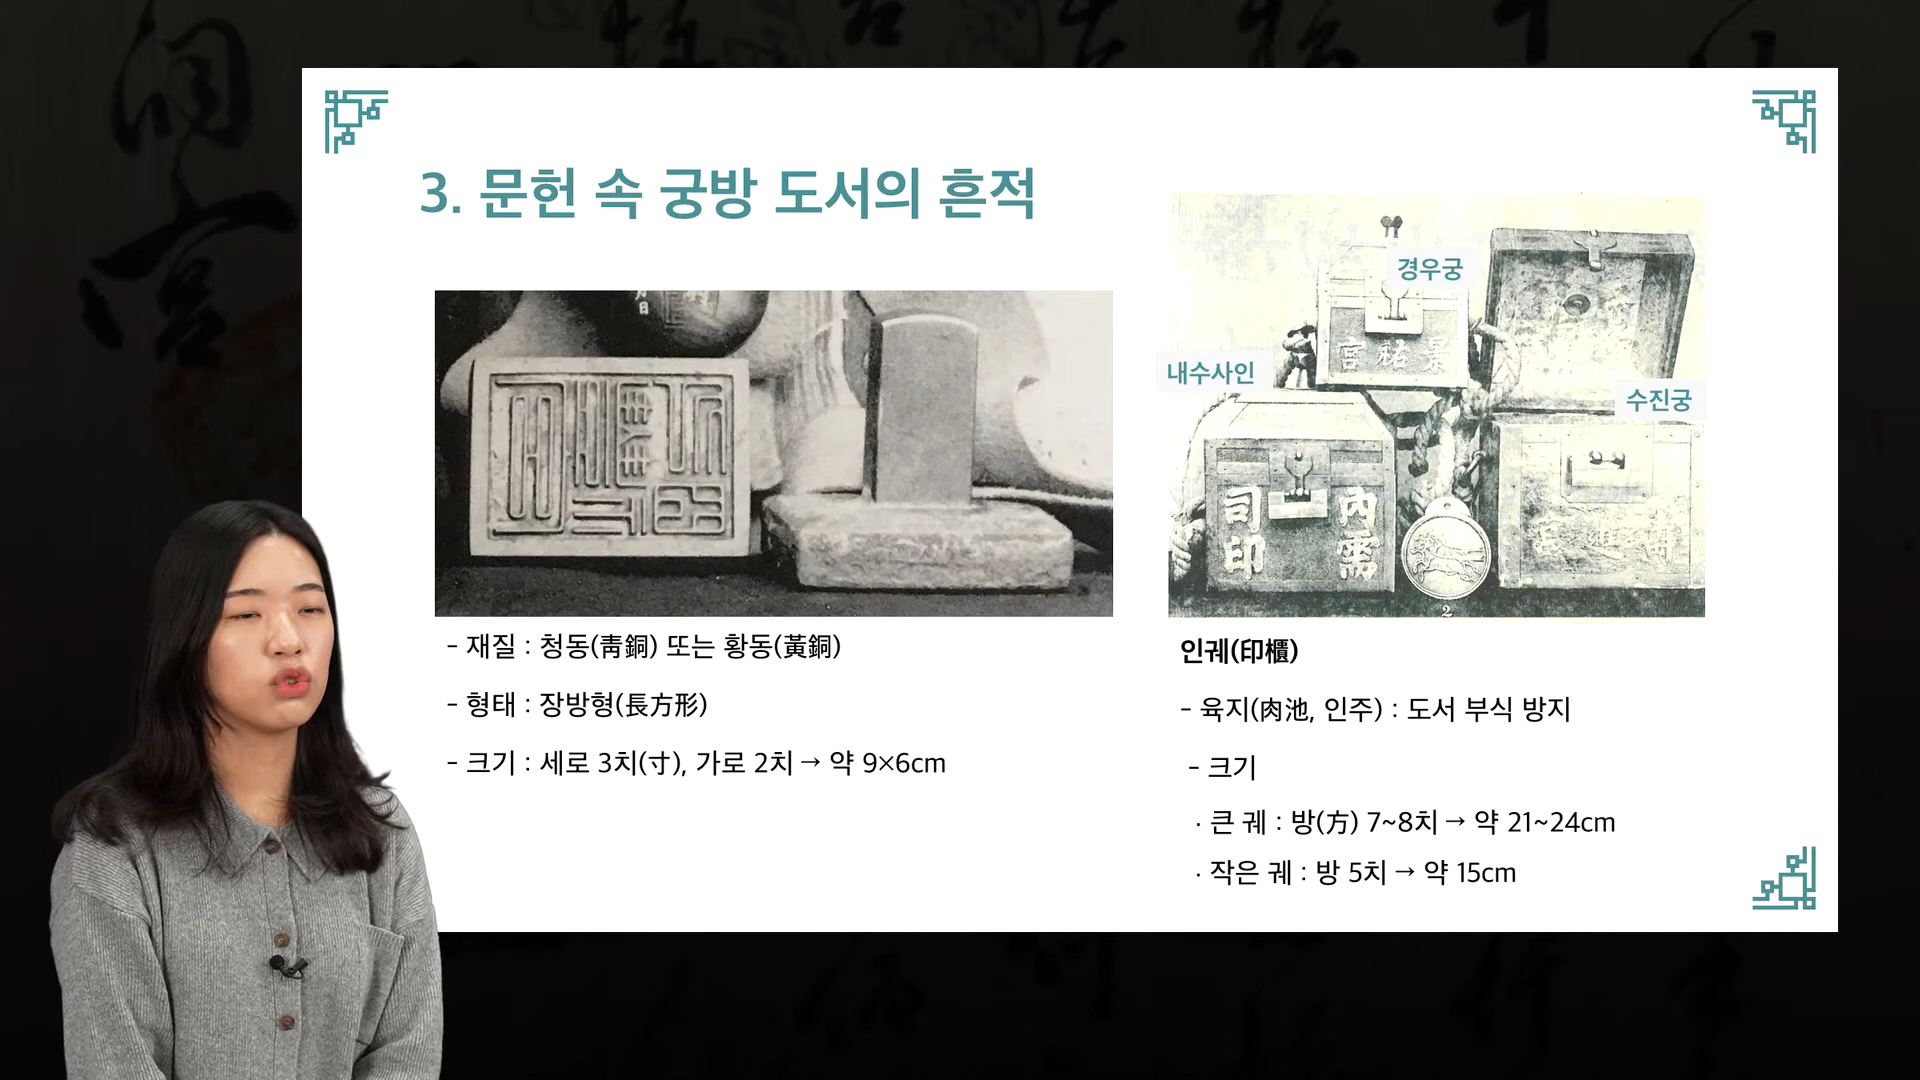 3. 문헌 속 궁방 도서의 흔적
경우궁
내수사인
수진궁
宮祐景
司 內
印 需
2
- 재질 : 청동(靑銅) 또는 황동(黃銅)
- 형태 : 장방형(長方形)
- 크기 : 세로 3치(寸), 가로 2치 → 약 9×6cm
인궤(印櫃)
- 육지(肉池, 인주) : 도서 부식 방지
- 크기
· 큰 궤 : 방(方) 7~8치 → 약 21~24cm
· 작은 궤 : 방 5치 → 약 15cm